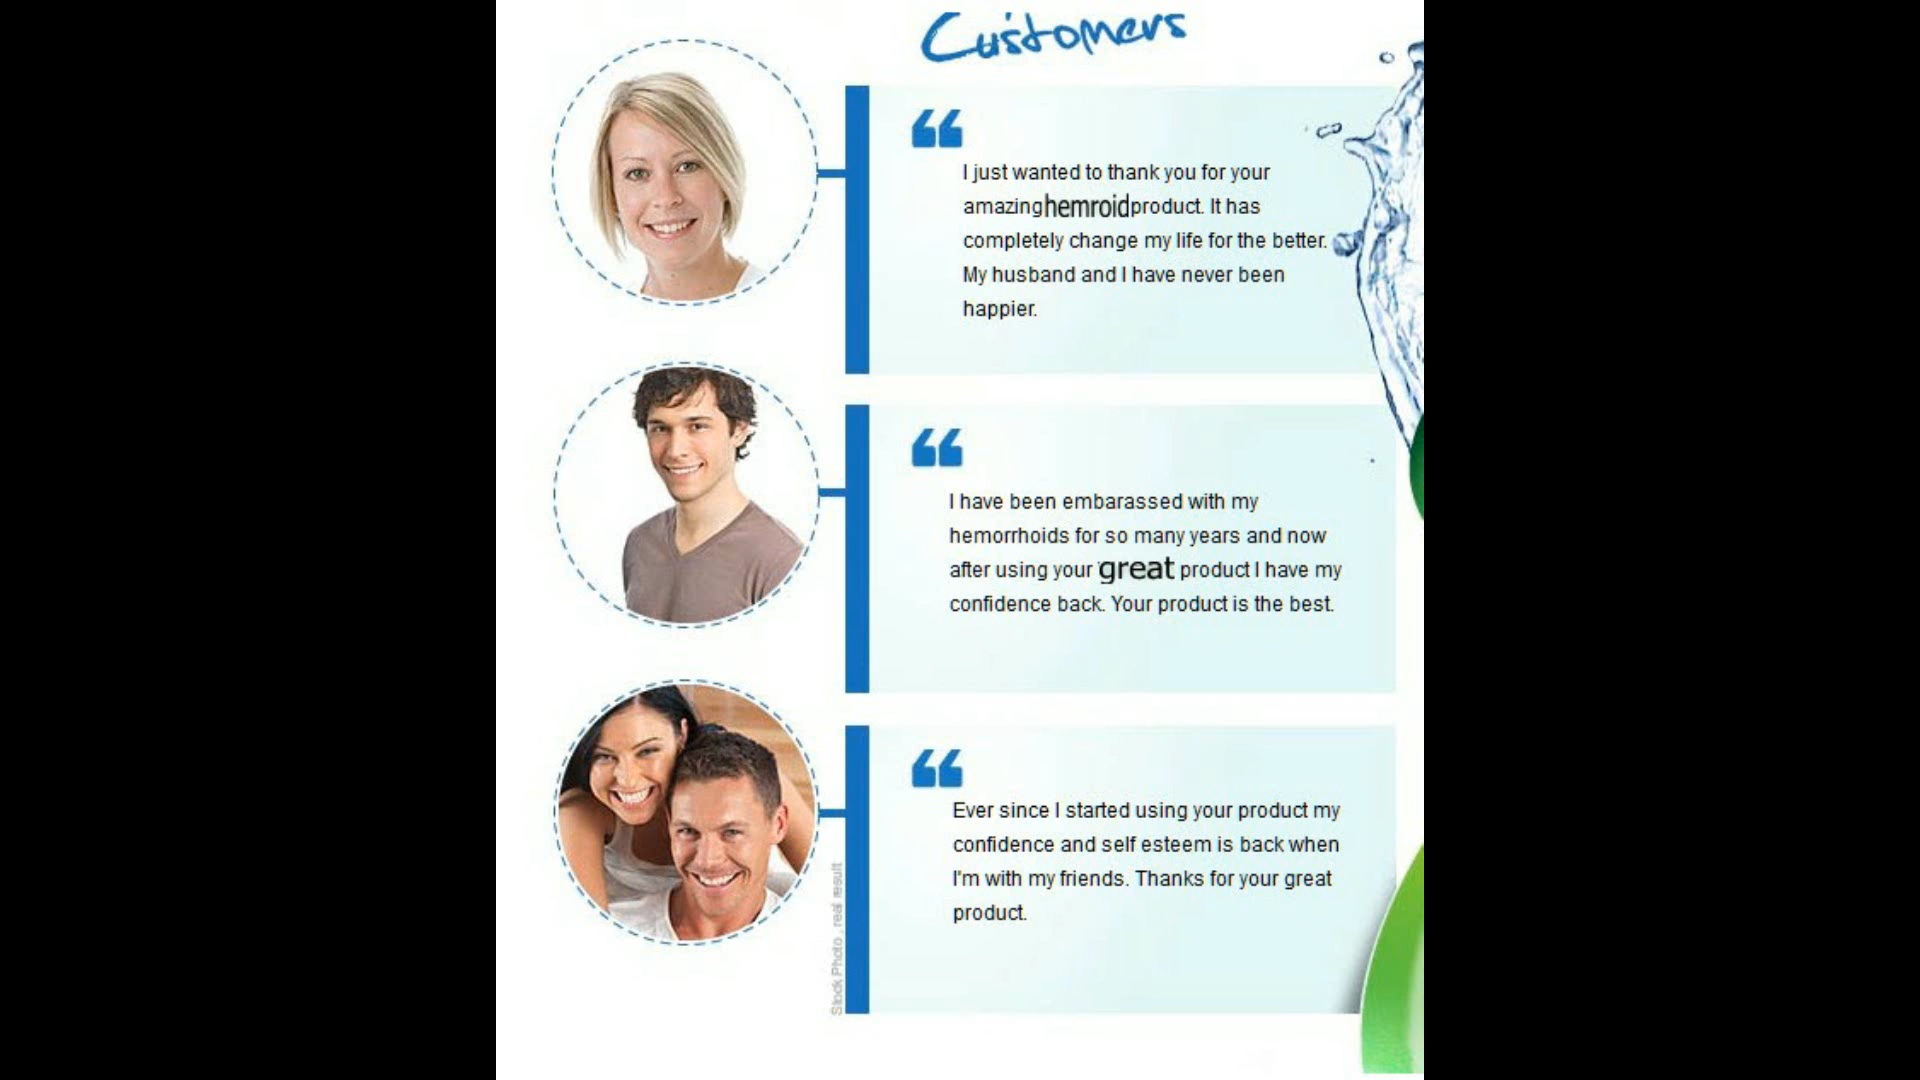 Customers
I just wanted to thank you for your
amazing hemroid product. It has
completely change my life for the better.
My husband and I have never been
happier.
I have been embarassed with my
hemorrhoids for so many years and now
after using your great product I have my
confidence back. Your product is the best.
Ever since I started using your product my
confidence and self esteem is back when
I'm with my friends. Thanks for your great
product.
Stock Photo , real result